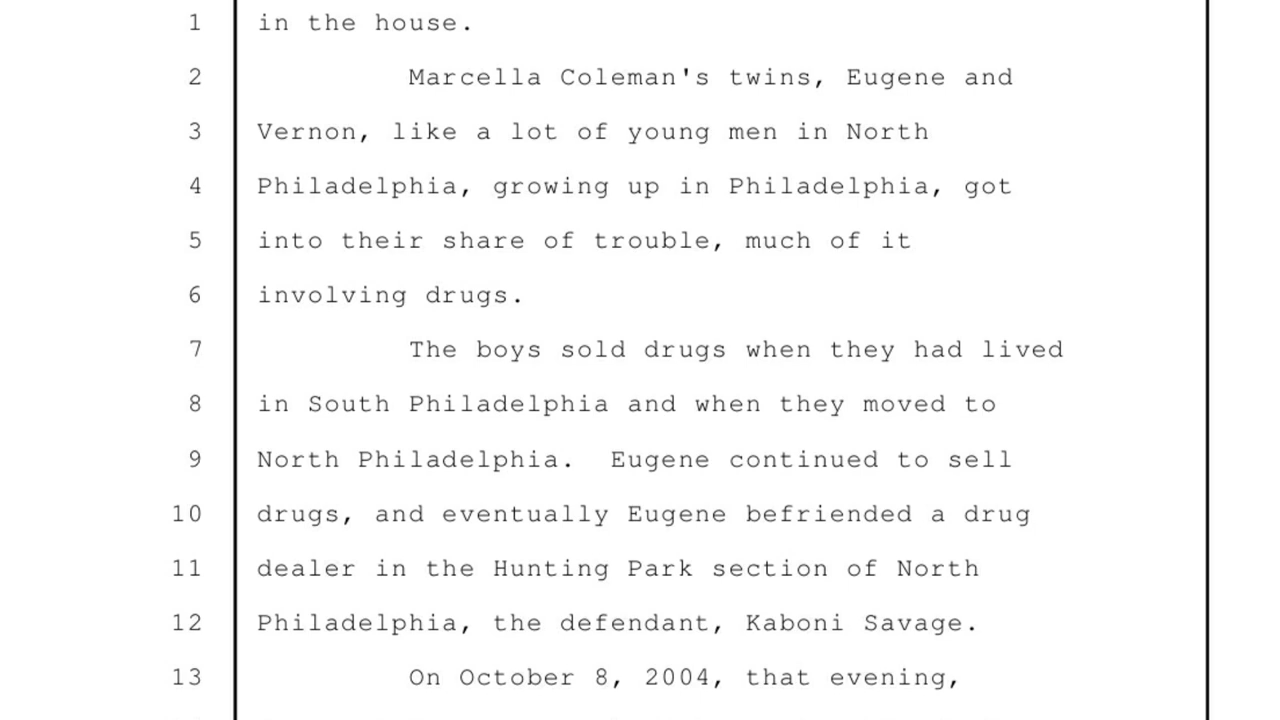 1 in the house.
2 Marcella Coleman's twins, Eugene and
3 Vernon, like a lot of young men in North
4 Philadelphia, growing up in Philadelphia, got
5 into their share of trouble, much of it
6 involving drugs.
7 The boys sold drugs when they had lived
8 in South Philadelphia and when they moved to
9 North Philadelphia.  Eugene continued to sell
10 drugs, and eventually Eugene befriended a drug
11 dealer in the Hunting Park section of North
12 Philadelphia, the defendant, Kaboni Savage.
13 On October 8, 2004, that evening,